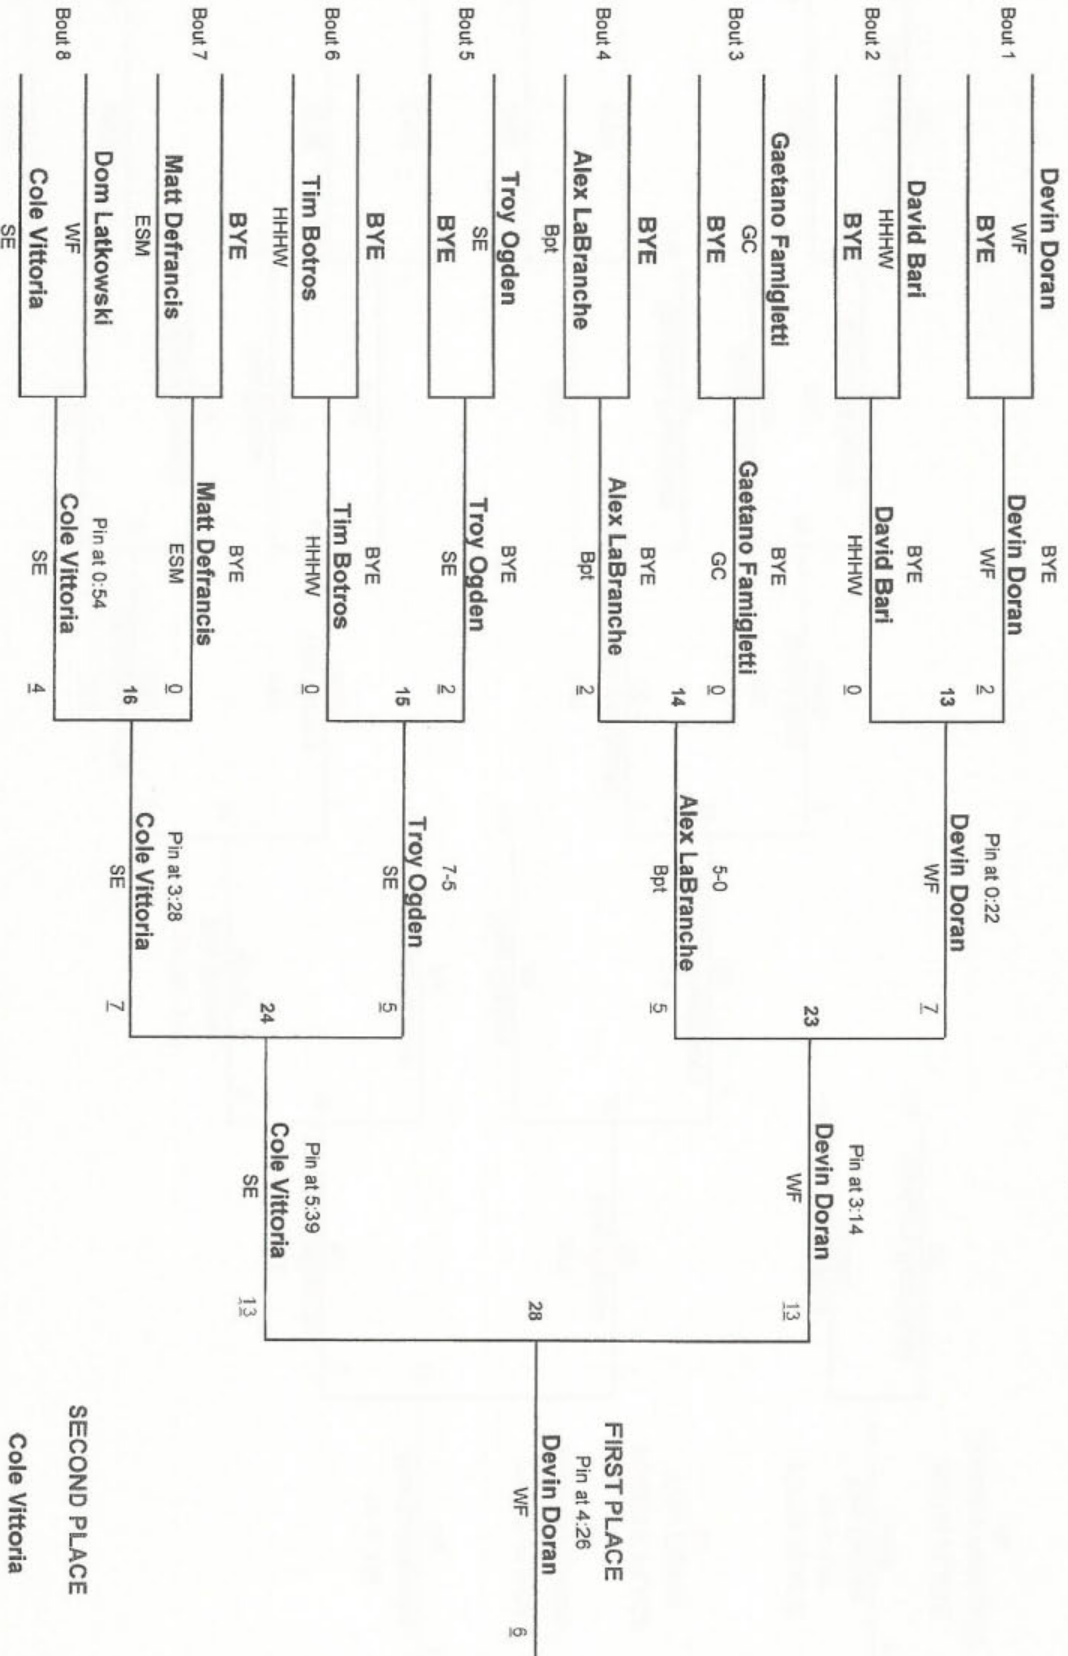 Bout 1
Devin Doran
WF
BYE
Bout 2
David Bari
HHHW
BYE
Bout 3
Gaetano Famigletti
GC
BYE
Bout 4
BYE
Alex LaBranche
Bpt
Bout 5
Troy Ogden
SE
BYE
Bout 6
BYE
Tim Botros
HHHW
Bout 7
BYE
Matt Defrancis
ESM
Bout 8
Dom Latkowski
WF
Cole Vittoria
SE
BYE
Devin Doran
WF 2
13
BYE
David Bari
HHHW 0
BYE
Gaetano Famigletti
GC 0
14
BYE
Alex LaBranche
Bpt 2
BYE
Troy Ogden
SE 2
15
BYE
Tim Botros
HHHW 0
BYE
Matt Defrancis
ESM 0
16
Pin at 0:54
Cole Vittoria
SE 4
Pin at 0:22
Devin Doran
WF 7
23
5-0
Alex LaBranche
Bpt 5
7-5
Troy Ogden
SE 5
24
Pin at 3:28
Cole Vittoria
SE 7
Pin at 3:14
Devin Doran
WF 13
28
Pin at 5:39
Cole Vittoria
SE 13
FIRST PLACE
Pin at 4:26
Devin Doran
WF 6
SECOND PLACE
Cole Vittoria